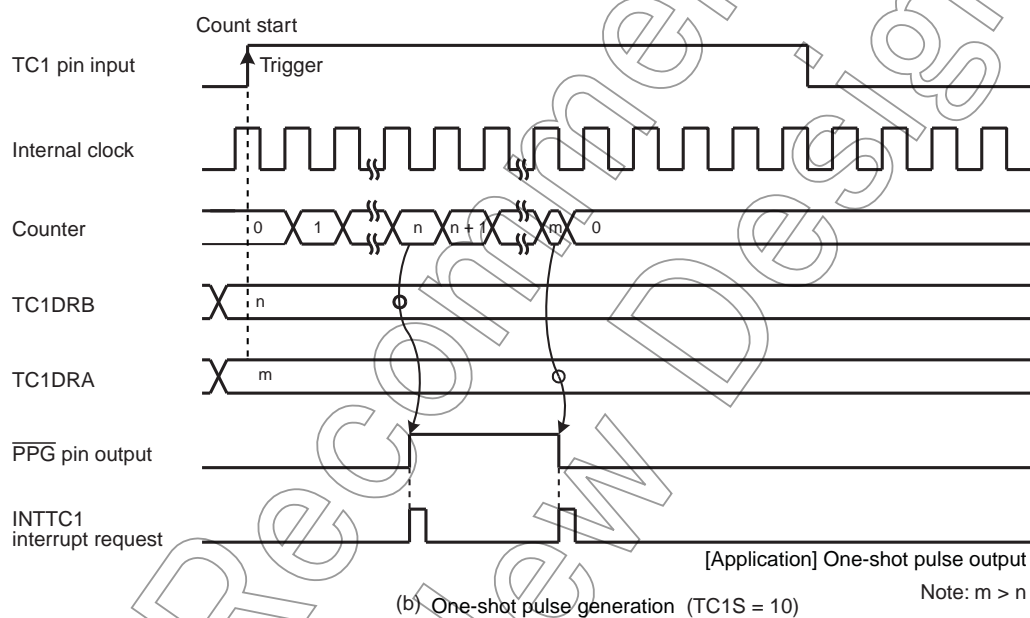 Count start
TC1 pin input
Trigger
Internal clock
Counter
0 1 n n + 1 m 0
TC1DRB
n
TC1DRA
m
PPG pin output
INTTC1
interrupt request
[Application] One-shot pulse output
Note: m > n
(b) One-shot pulse generation (TC1S = 10)